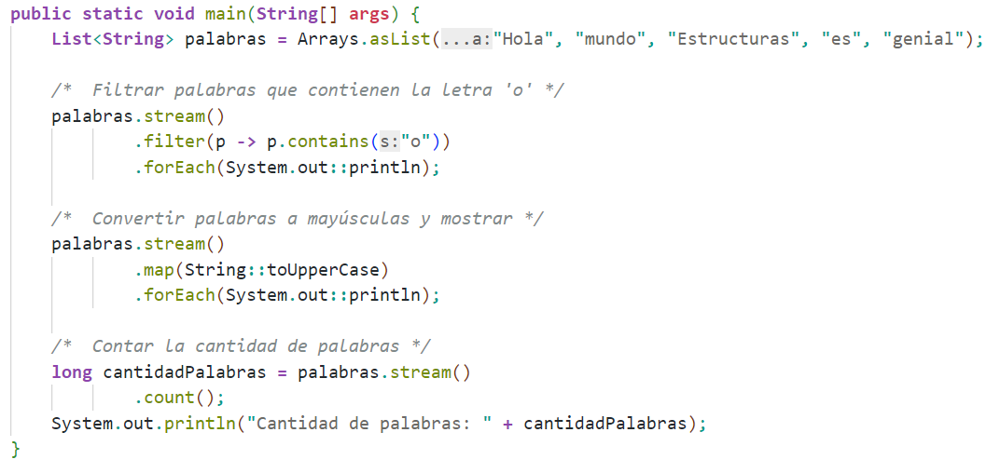 public static void main(String[] args) {
    List<String> palabras = Arrays.asList(...a:"Hola", "mundo", "Estructuras", "es", "genial");
    /*  Filtrar palabras que contienen la letra 'o' */
    palabras.stream()
            .filter(p -> p.contains(s:"o"))
            .forEach(System.out::println);
    /*  Convertir palabras a mayúsculas y mostrar */
    palabras.stream()
            .map(String::toUpperCase)
            .forEach(System.out::println);
    /*  Contar la cantidad de palabras */
    long cantidadPalabras = palabras.stream()
            .count();
    System.out.println("Cantidad de palabras: " + cantidadPalabras);
}